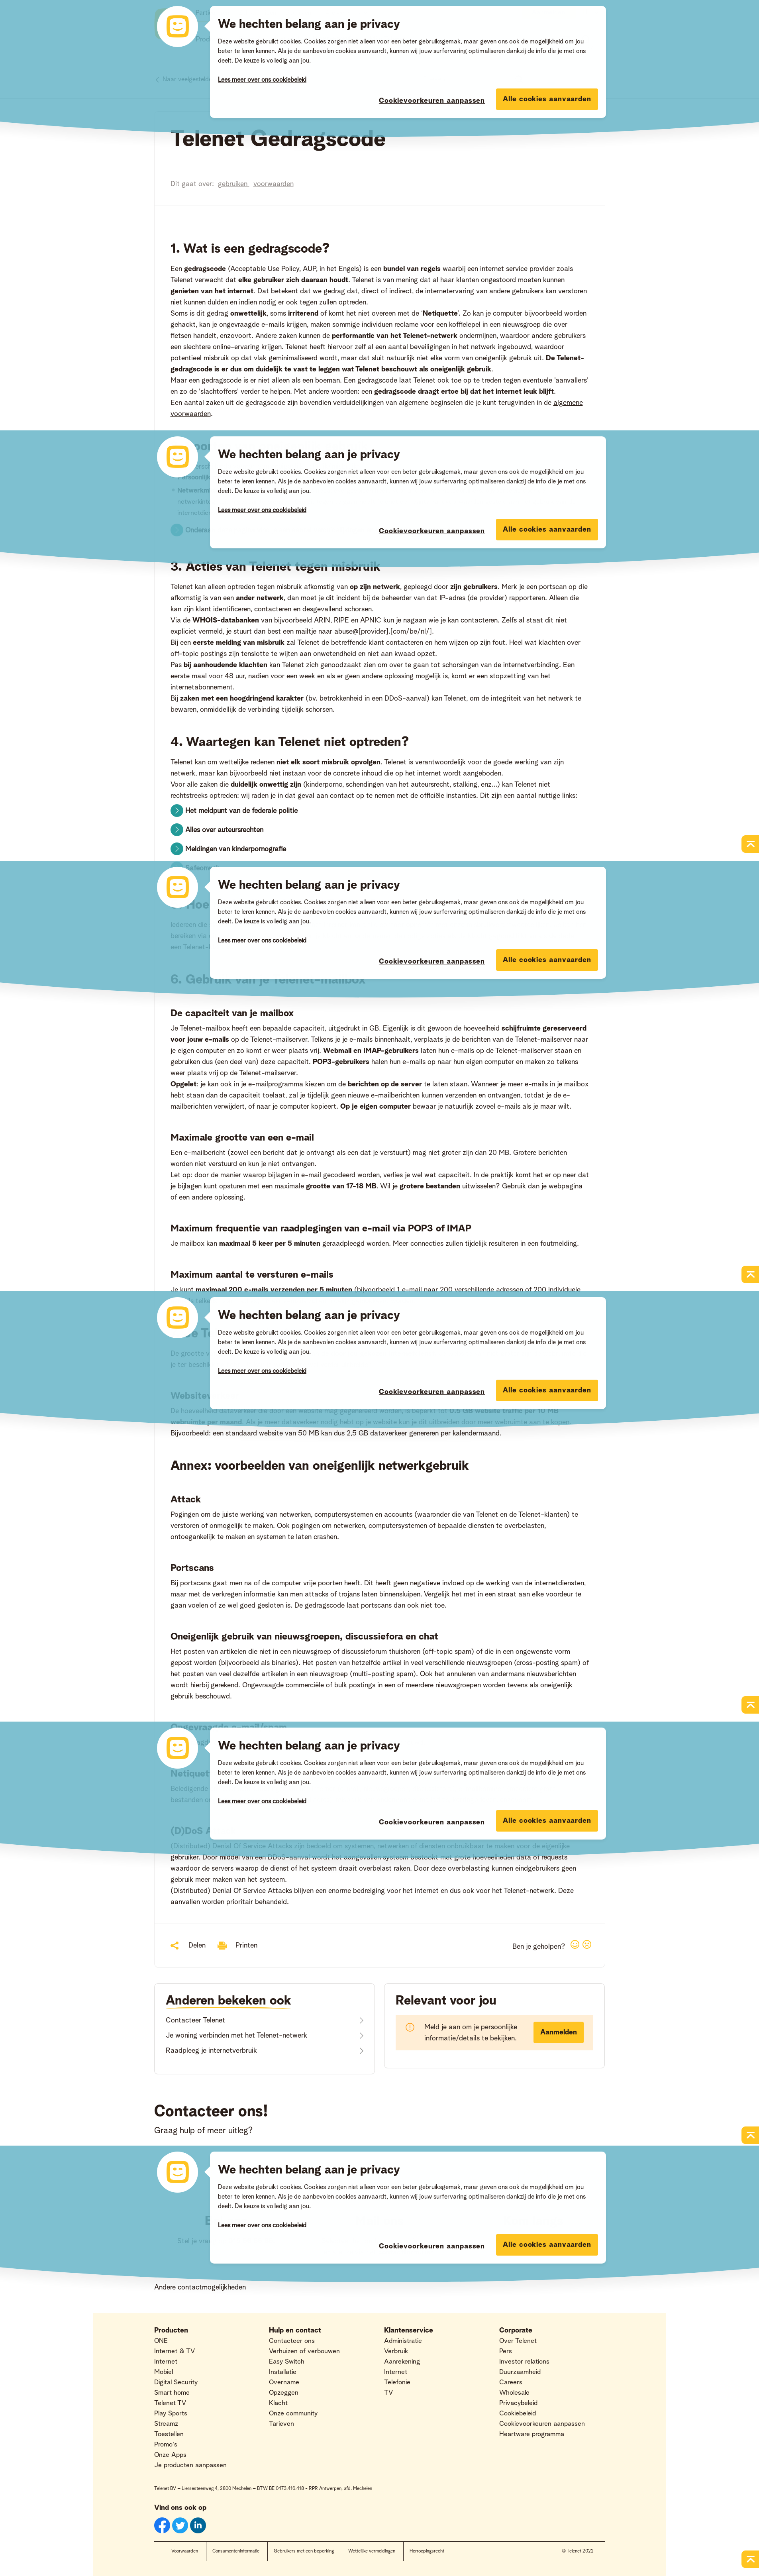 We hechten belang aan je privacy
Deze website gebruikt cookies. Cookies zorgen niet alleen voor een beter gebruiksgemak, maar geven ons ook de mogelijkheid om jou
beter te leren kennen. Als je de aanbevolen cookies aanvaardt, kunnen wij jouw surfervaring optimaliseren dankzij de info die je met ons
deelt. De keuze is volledig aan jou.
Lees meer over ons cookiebeleid
Cookievoorkeuren aanpassen
Alle cookies aanvaarden
Telenet Gedragscode
Dit gaat over: gebruiken voorwaarden
1. Wat is een gedragscode?
Een gedragscode (Acceptable Use Policy, AUP, in het Engels) is een bundel van regels waarbij een internet service provider zoals
Telenet verwacht dat elke gebruiker zich daaraan houdt. Telenet is van mening dat al haar klanten ongestoord moeten kunnen
genieten van het internet. Dat betekent dat we gedrag dat, direct of indirect, de internetervaring van andere gebruikers kan verstoren
niet kunnen dulden en indien nodig er ook tegen zullen optreden.
Soms is dit gedrag onwettelijk, soms irriterend of komt het niet overeen met de 'Netiquette'. Zo kan je computer bijvoorbeeld worden
gehackt, kan je ongevraagde e-mails krijgen, maken sommige individuen reclame voor een koffielepel in een nieuwsgroep die over
fietsen handelt, enzovoort. Andere zaken kunnen de performantie van het Telenet-netwerk ondermijnen, waardoor andere gebruikers
een slechtere online-ervaring krijgen. Telenet heeft hiervoor zelf al een aantal beveiligingen in het netwerk ingebouwd, waardoor
potentieel misbruik op dat vlak geminimaliseerd wordt, maar dat sluit natuurlijk niet elke vorm van oneigenlijk gebruik uit. De Telenet-
gedragscode is er dus om duidelijk te vast te leggen wat Telenet beschouwt als oneigenlijk gebruik.
Maar een gedragscode is er niet alleen als een boeman. Een gedragscode laat Telenet ook toe op te treden tegen eventuele 'aanvallers'
en zo de 'slachtoffers' verder te helpen. Met andere woorden: een gedragscode draagt ertoe bij dat het internet leuk blijft.
Een aantal zaken uit de gedragscode zijn bovendien verduidelijkingen van algemene beginselen die je kunt terugvinden in de algemene
voorwaarden.
We hechten belang aan je privacy
Deze website gebruikt cookies. Cookies zorgen niet alleen voor een beter gebruiksgemak, maar geven ons ook de mogelijkheid om jou
beter te leren kennen. Als je de aanbevolen cookies aanvaardt, kunnen wij jouw surfervaring optimaliseren dankzij de info die je met ons
deelt. De keuze is volledig aan jou.
Lees meer over ons cookiebeleid
Cookievoorkeuren aanpassen
Alle cookies aanvaarden
3. Acties van Telenet tegen misbruik
Telenet kan alleen optreden tegen misbruik afkomstig van op zijn netwerk, gepleegd door zijn gebruikers. Merk je een portscan op die
afkomstig is van een ander netwerk, dan moet je dit incident bij de beheerder van dat IP-adres (de provider) rapporteren. Alleen die
kan zijn klant identificeren, contacteren en desgevallend schorsen.
Via de WHOIS-databanken van bijvoorbeeld ARIN, RIPE en APNIC kun je nagaan wie je kan contacteren. Zelfs al staat dit niet
expliciet vermeld, je stuurt dan best een mailtje naar abuse@[provider].[com/be/nl/].
Bij een eerste melding van misbruik zal Telenet de betreffende klant contacteren en hem wijzen op zijn fout. Heel wat klachten over
off-topic postings zijn tenslotte te wijten aan onwetendheid en niet aan kwaad opzet.
Pas bij aanhoudende klachten kan Telenet zich genoodzaakt zien om over te gaan tot schorsingen van de internetverbinding. Een
eerste maal voor 48 uur, nadien voor een week en als er geen andere oplossing mogelijk is, komt er een stopzetting van het
internetabonnement.
Bij zaken met een hoogdringend karakter (bv. betrokkenheid in een DDoS-aanval) kan Telenet, om de integriteit van het netwerk te
bewaren, onmiddellijk de verbinding tijdelijk schorsen.
4. Waartegen kan Telenet niet optreden?
Telenet kan om wettelijke redenen niet elk soort misbruik opvolgen. Telenet is verantwoordelijk voor de goede werking van zijn
netwerk, maar kan bijvoorbeeld niet instaan voor de concrete inhoud die op het internet wordt aangeboden.
Voor alle zaken die duidelijk onwettig zijn (kinderporno, schendingen van het auteursrecht, stalking, enz...) kan Telenet niet
rechtstreeks optreden: wij raden je in dat geval aan contact op te nemen met de officiële instanties. Dit zijn een aantal nuttige links:
Het meldpunt van de federale politie
Alles over auteursrechten
Meldingen van kinderpornografie
We hechten belang aan je privacy
Deze website gebruikt cookies. Cookies zorgen niet alleen voor een beter gebruiksgemak, maar geven ons ook de mogelijkheid om jou
beter te leren kennen. Als je de aanbevolen cookies aanvaardt, kunnen wij jouw surfervaring optimaliseren dankzij de info die je met ons
deelt. De keuze is volledig aan jou.
Lees meer over ons cookiebeleid
Cookievoorkeuren aanpassen
Alle cookies aanvaarden
6. Gebruik van je Telenet-mailbox
De capaciteit van je mailbox
Je Telenet-mailbox heeft een bepaalde capaciteit, uitgedrukt in GB. Eigenlijk is dit gewoon de hoeveelheid schijfruimte gereserveerd
voor jouw e-mails op de Telenet-mailserver. Telkens je je e-mails binnenhaalt, verplaats je de berichten van de Telenet-mailserver naar
je eigen computer en zo komt er weer plaats vrij. Webmail en IMAP-gebruikers laten hun e-mails op de Telenet-mailserver staan en
gebruiken dus (een deel van) deze capaciteit. POP3-gebruikers halen hun e-mails op naar hun eigen computer en maken zo telkens
weer plaats vrij op de Telenet-mailserver.
Opgelet: je kan ook in je e-mailprogramma kiezen om de berichten op de server te laten staan. Wanneer je meer e-mails in je mailbox
hebt staan dan de capaciteit toelaat, zal je tijdelijk geen nieuwe e-mailberichten kunnen verzenden en ontvangen, totdat je de e-
mailberichten verwijdert, of naar je computer kopieert. Op je eigen computer bewaar je natuurlijk zoveel e-mails als je maar wilt.
Maximale grootte van een e-mail
Een e-mailbericht (zowel een bericht dat je ontvangt als een dat je verstuurt) mag niet groter zijn dan 20 MB. Grotere berichten
worden niet verstuurd en kun je niet ontvangen.
Let op: door de manier waarop bijlagen in e-mail gecodeerd worden, verlies je wel wat capaciteit. In de praktijk komt het er op neer dat
je bijlagen kunt opsturen met een maximale grootte van 17-18 MB. Wil je grotere bestanden uitwisselen? Gebruik dan je webpagina
of een andere oplossing.
Maximum frequentie van raadplegingen van e-mail via POP3 of IMAP
Je mailbox kan maximaal 5 keer per 5 minuten geraadpleegd worden. Meer connecties zullen tijdelijk resulteren in een foutmelding.
Maximum aantal te versturen e-mails
Je kunt maximaal 200 e-mails verzenden per 5 minuten (bijvoorbeeld 1 e-mail naar 200 verschillende adressen of 200 individuele
We hechten belang aan je privacy
Deze website gebruikt cookies. Cookies zorgen niet alleen voor een beter gebruiksgemak, maar geven ons ook de mogelijkheid om jou
beter te leren kennen. Als je de aanbevolen cookies aanvaardt, kunnen wij jouw surfervaring optimaliseren dankzij de info die je met ons
deelt. De keuze is volledig aan jou.
Lees meer over ons cookiebeleid
Cookievoorkeuren aanpassen
Alle cookies aanvaarden
Bijvoorbeeld: een standaard website van 50 MB kan dus 2,5 GB dataverkeer genereren per kalendermaand.
Annex: voorbeelden van oneigenlijk netwerkgebruik
Attack
Pogingen om de juiste werking van netwerken, computersystemen en accounts (waaronder die van Telenet en de Telenet-klanten) te
verstoren of onmogelijk te maken. Ook pogingen om netwerken, computersystemen of bepaalde diensten te overbelasten,
ontoegankelijk te maken en systemen te laten crashen.
Portscans
Bij portscans gaat men na of de computer vrije poorten heeft. Dit heeft negatieve invloed op de werking van de internetdiensten,
maar met de verkregen informatie kan men attacks of trojans laten binnensluipen. Vergelijk het met in een straat aan elke voordeur te
gaan voelen of ze wel goed gesloten is. De gedragscode laat portscans dan ook niet toe.
Oneigenlijk gebruik van nieuwsgroepen, discussiefora en chat
Het posten van artikelen die niet in een nieuwsgroep of discussieforum thuishoren (off-topic spam) of die in een ongewenste vorm
gepost worden (bijvoorbeeld als binaries). Het posten van hetzelfde artikel in veel verschillende nieuwsgroepen (cross-posting spam) of
het posten van veel dezelfde artikelen in een nieuwsgroep (multi-posting spam). Ook het annuleren van andermans nieuwsberichten
wordt hierbij gerekend. Ongevraagde commerciële of bulk postings in een of meerdere nieuwsgroepen worden tevens als oneigenlijk
gebruik beschouwd.
We hechten belang aan je privacy
Deze website gebruikt cookies. Cookies zorgen niet alleen voor een beter gebruiksgemak, maar geven ons ook de mogelijkheid om jou
beter te leren kennen. Als je de aanbevolen cookies aanvaardt, kunnen wij jouw surfervaring optimaliseren dankzij de info die je met ons
deelt. De keuze is volledig aan jou.
Lees meer over ons cookiebeleid
Cookievoorkeuren aanpassen
Alle cookies aanvaarden
(Distributed) Denial Of Service Attacks zijn bedoeld om systemen, netwerken of diensten onbruikbaar te maken voor de eigenlijke
gebruiker. Door middel van een DDoS-aanval wordt het aangevallen systeem bestookt met grote hoeveelheden data of requests
waardoor de servers waarop de dienst of het systeem draait overbelast raken. Door deze overbelasting kunnen eindgebruikers geen
gebruik meer maken van het systeem.
(Distributed) Denial Of Service Attacks blijven een enorme bedreiging voor het internet en dus ook voor het Telenet-netwerk. Deze
aanvallen worden prioritair behandeld.
Delen
Printen
Ben je geholpen?
Anderen bekeken ook
Contacteer Telenet
Je woning verbinden met het Telenet-netwerk
Raadpleeg je internetverbruik
Relevant voor jou
Meld je aan om je persoonlijke
informatie/details te bekijken.
Aanmelden
Contacteer ons!
Graag hulp of meer uitleg?
We hechten belang aan je privacy
Deze website gebruikt cookies. Cookies zorgen niet alleen voor een beter gebruiksgemak, maar geven ons ook de mogelijkheid om jou
beter te leren kennen. Als je de aanbevolen cookies aanvaardt, kunnen wij jouw surfervaring optimaliseren dankzij de info die je met ons
deelt. De keuze is volledig aan jou.
Lees meer over ons cookiebeleid
Cookievoorkeuren aanpassen
Alle cookies aanvaarden
Andere contactmogelijkheden
Producten
ONE
Internet & TV
Internet
Mobiel
Digital Security
Smart home
Telenet TV
Play Sports
Streamz
Toestellen
Promo's
Onze Apps
Je producten aanpassen
Hulp en contact
Contacteer ons
Verhuizen of verbouwen
Easy Switch
Installatie
Overname
Opzeggen
Klacht
Onze community
Tarieven
Klantenservice
Administratie
Verbruik
Aanrekening
Internet
Telefonie
TV
Corporate
Over Telenet
Pers
Investor relations
Duurzaamheid
Careers
Wholesale
Privacybeleid
Cookiebeleid
Cookievoorkeuren aanpassen
Heartware programma
Telenet BV – Liersesteenweg 4, 2800 Mechelen – BTW BE 0473.416.418 - RPR Antwerpen, afd. Mechelen
Vind ons ook op
Voorwaarden
Consumenteninformatie
Gebruikers met een beperking
Wettelijke vermeldingen
Herroepingsrecht
© Telenet 2022